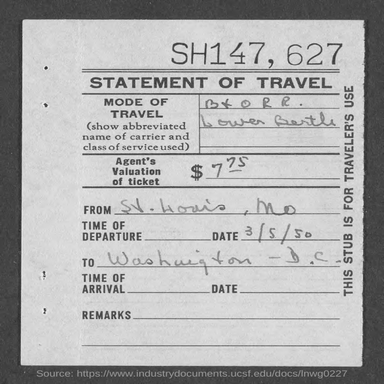 SH147, 627
STATEMENT OF TRAVEL
MODE OF TRAVEL
(show abbreviated name of carrier and class of service used)
B & O R R.
Lower Berth
Agent's Valuation of ticket
$ 7 75
FROM St. Louis, Mo
TIME OF DEPARTURE
DATE 3/5/50
TO Washington - D.C.
TIME OF ARRIVAL
DATE
REMARKS
THIS STUB IS FOR TRAVELER'S USE
Source: https://www.industrydocuments.ucsf.edu/docs/lnwg0227